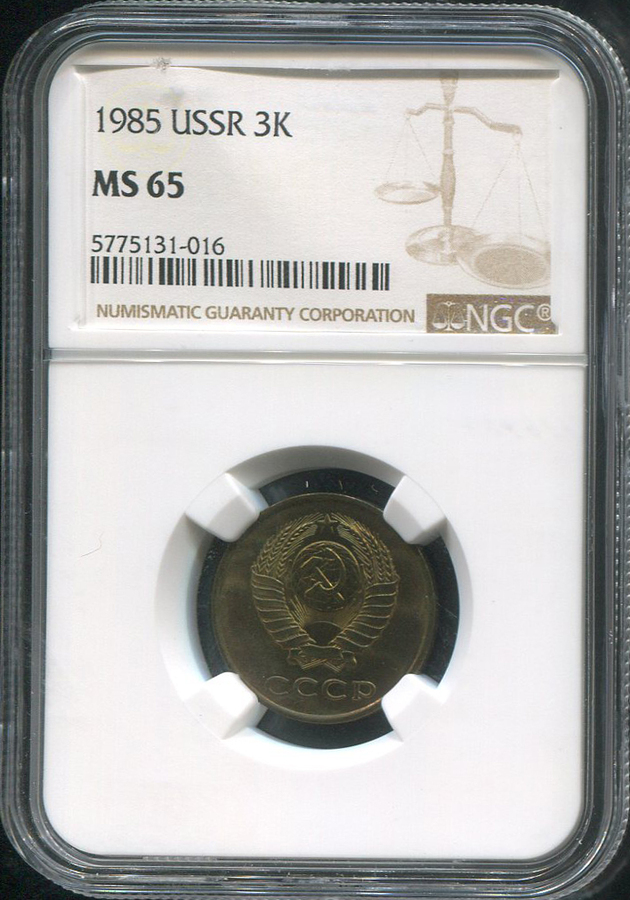 1985 USSR 3K
MS 65
5775131-016
NUMISMATIC GUARANTY CORPORATION
NGC®
СССР